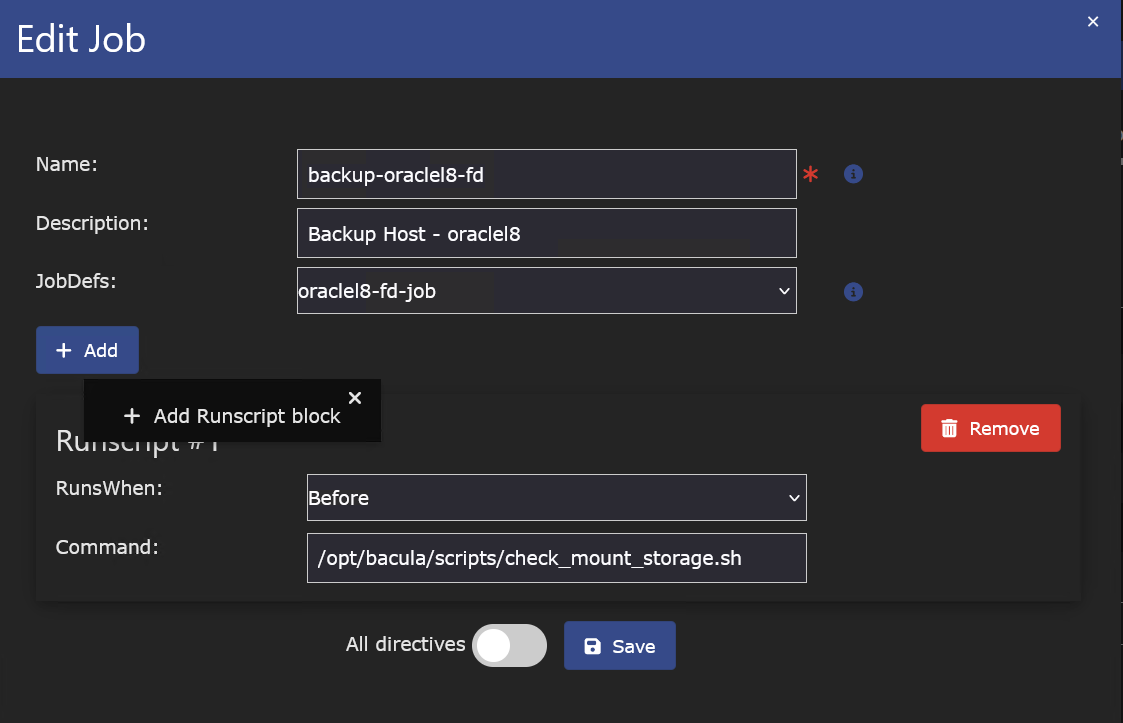 Edit Job
Name:
backup-oraclel8-fd
Description:
Backup Host - oraclel8
JobDefs:
oraclel8-fd-job
Add
Add Runscript block
Runscript #1
Remove
RunsWhen:
Before
Command:
/opt/bacula/scripts/check_mount_storage.sh
All directives
Save